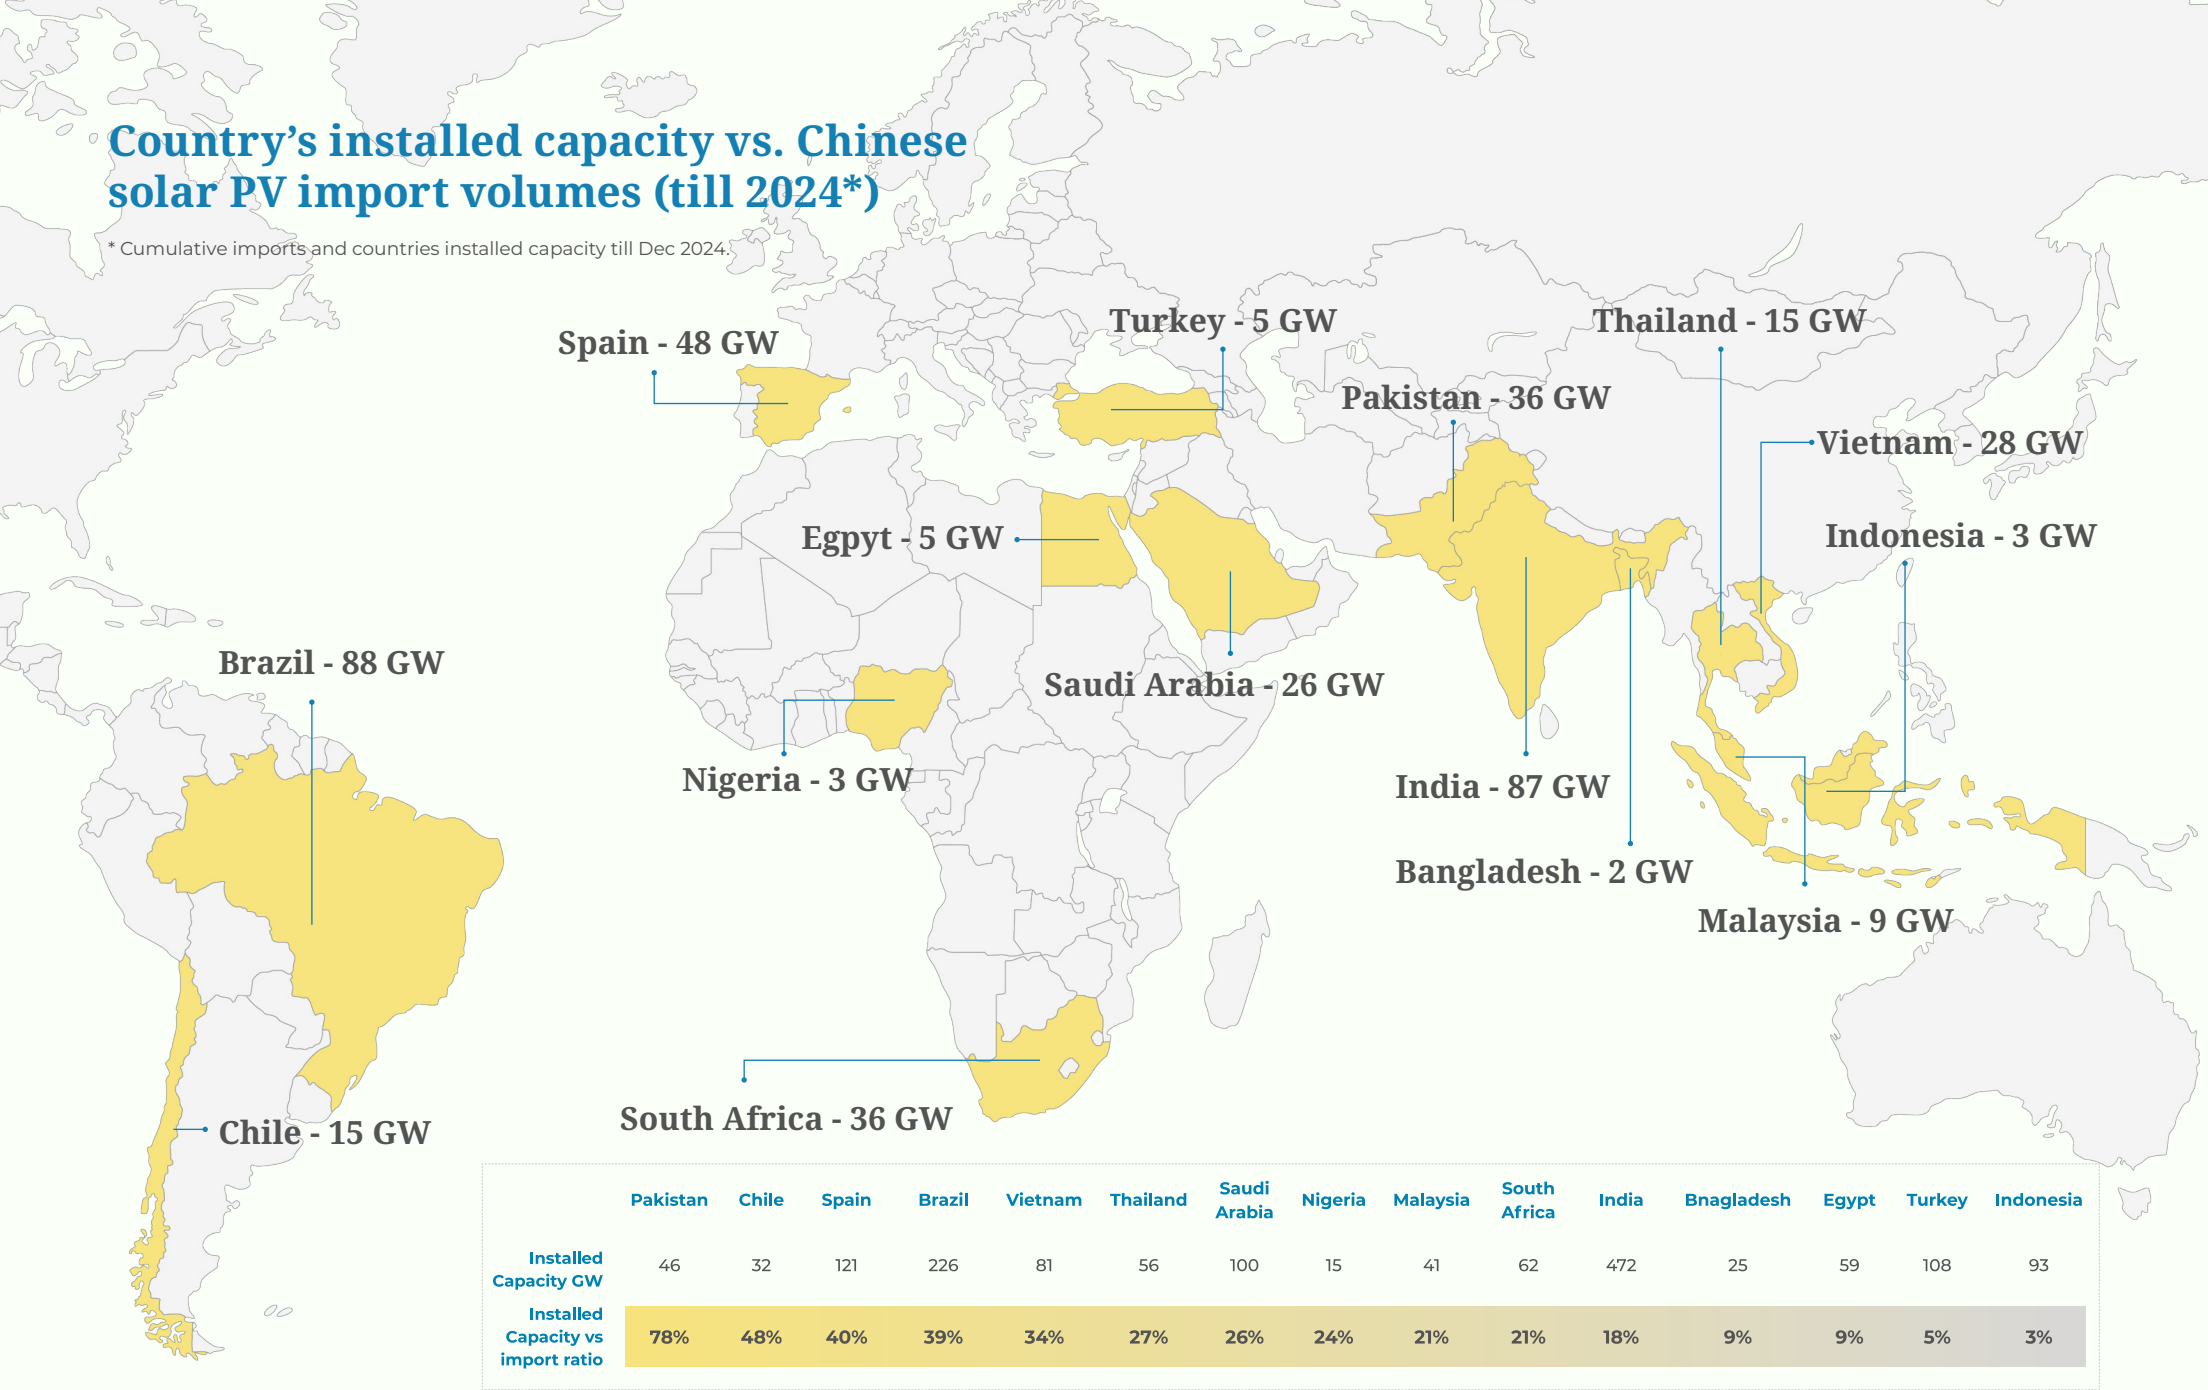 Country’s installed capacity vs. Chinese
solar PV import volumes (till 2024*)
* Cumulative imports and countries installed capacity till Dec 2024.
Spain - 48 GW
Turkey - 5 GW
Thailand - 15 GW
Pakistan - 36 GW
Vietnam - 28 GW
Egpyt - 5 GW
Indonesia - 3 GW
Brazil - 88 GW
Saudi Arabia - 26 GW
Nigeria - 3 GW
India - 87 GW
Bangladesh - 2 GW
Malaysia - 9 GW
South Africa - 36 GW
Chile - 15 GW
Pakistan Chile Spain Brazil Vietnam Thailand Saudi Arabia Nigeria Malaysia South Africa India Bnagladesh Egypt Turkey Indonesia
Installed Capacity GW 46 32 121 226 81 56 100 15 41 62 472 25 59 108 93
Installed Capacity vs import ratio 78% 48% 40% 39% 34% 27% 26% 24% 21% 21% 18% 9% 9% 5% 3%